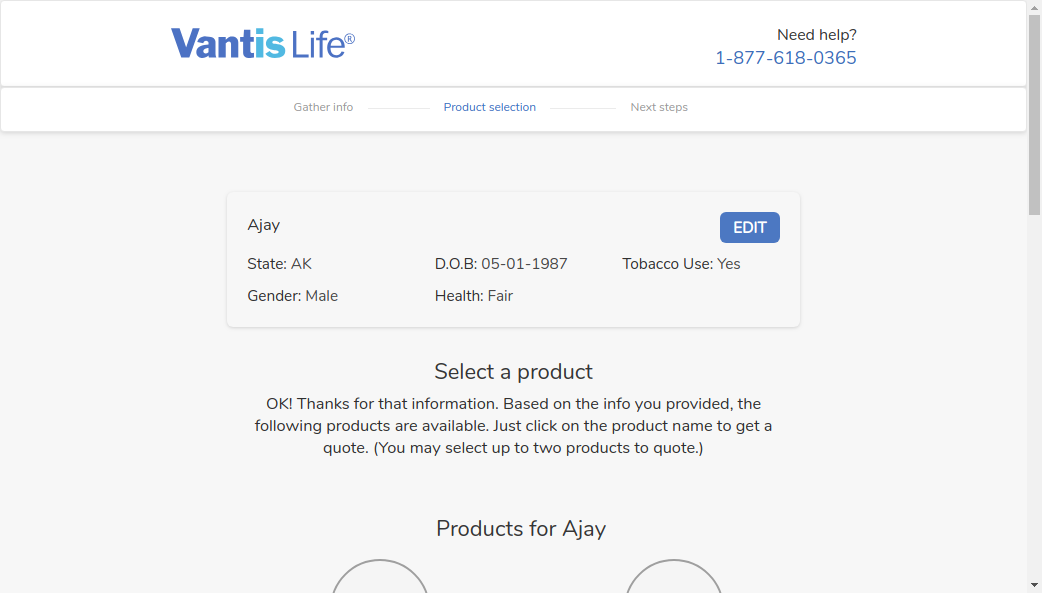 Vantis Life®
Need help?
1-877-618-0365
Gather info
Product selection
Next steps
Ajay
EDIT
State: AK
D.O.B: 05-01-1987
Tobacco Use: Yes
Gender: Male
Health: Fair
Select a product
OK! Thanks for that information. Based on the info you provided, the
following products are available. Just click on the product name to get a
quote. (You may select up to two products to quote.)
Products for Ajay